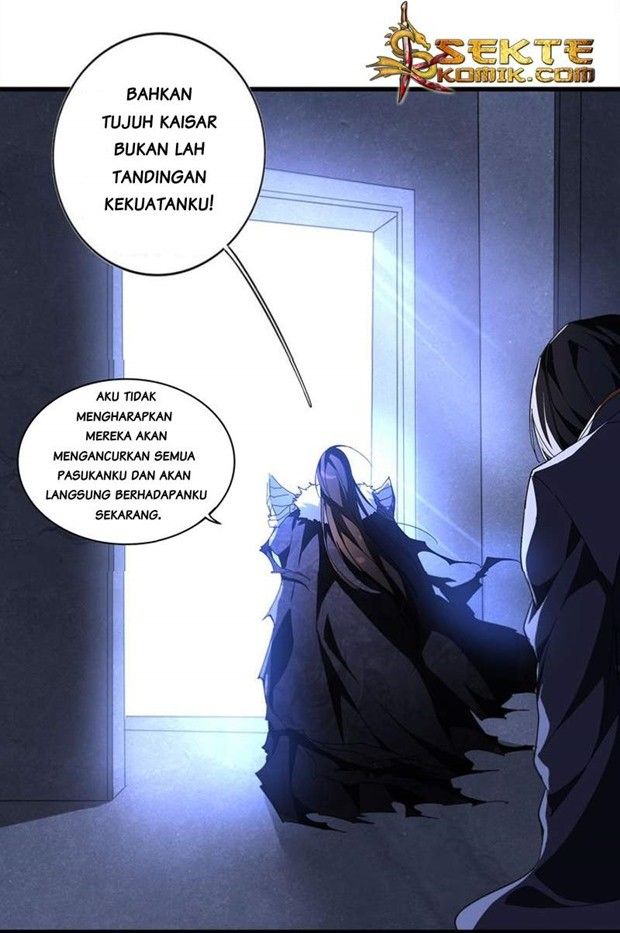 SEKTE
KOMIK.COM
BAHKAN
TUJUH KAISAR
BUKAN LAH
TANDINGAN
KEKUATANKU!
AKU TIDAK
MENGHARAPKAN
MEREKA AKAN
MENGANCURKAN SEMUA
PASUKANKU DAN AKAN
LANGSUNG BERHADAPANKU
SEKARANG.